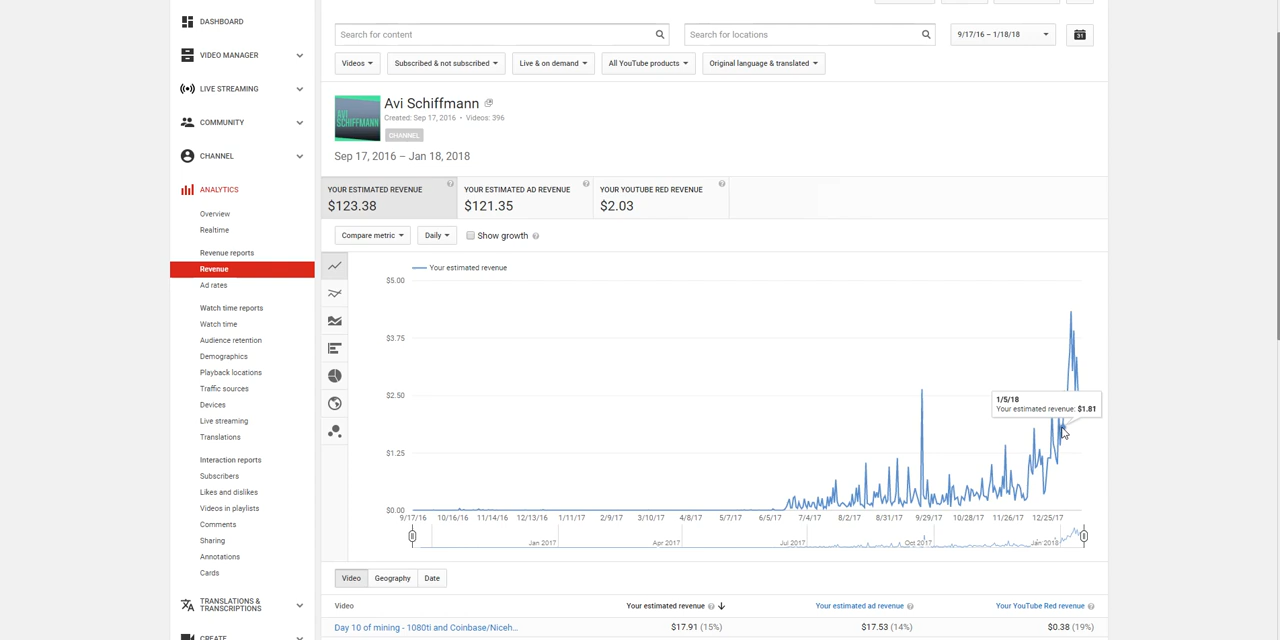 DASHBOARD
VIDEO MANAGER
LIVE STREAMING
COMMUNITY
CHANNEL
ANALYTICS
Overview
Realtime
Revenue reports
Revenue
Ad rates
Watch time reports
Watch time
Audience retention
Demographics
Playback locations
Traffic sources
Devices
Live streaming
Translations
Interaction reports
Subscribers
Likes and dislikes
Videos in playlists
Comments
Sharing
Annotations
Cards
TRANSLATIONS &
TRANSCRIPTIONS
CREATE
Search for content
Search for locations
9/17/16 – 1/18/18
31
Videos
Subscribed & not subscribed
Live & on demand
All YouTube products
Original language & translated
AVI
SCHIFFMANN
Avi Schiffmann
Created: Sep 17, 2016 • Videos: 396
CHANNEL
Sep 17, 2016 – Jan 18, 2018
YOUR ESTIMATED REVENUE ?
$123.38
YOUR ESTIMATED AD REVENUE ?
$121.35
YOUR YOUTUBE RED REVENUE ?
$2.03
Compare metric
Daily
Show growth ?
Your estimated revenue
$5.00
$3.75
$2.50
$1.25
$0.00
1/5/18
Your estimated revenue: $1.81
9/17/16 10/16/16 11/14/16 12/13/16 1/11/17 2/9/17 3/10/17 4/8/17 5/7/17 6/5/17 7/4/17 8/2/17 8/31/17 9/29/17 10/28/17 11/26/17 12/25/17
Jan 2017 Apr 2017 Jul 2017 Oct 2017 Jan 2018
Video Geography Date
Video Your estimated revenue ? Your estimated ad revenue ? Your YouTube Red revenue ?
Day 10 of mining - 1080ti and Coinbase/Niceh... $17.91 (15%) $17.53 (14%) $0.38 (19%)